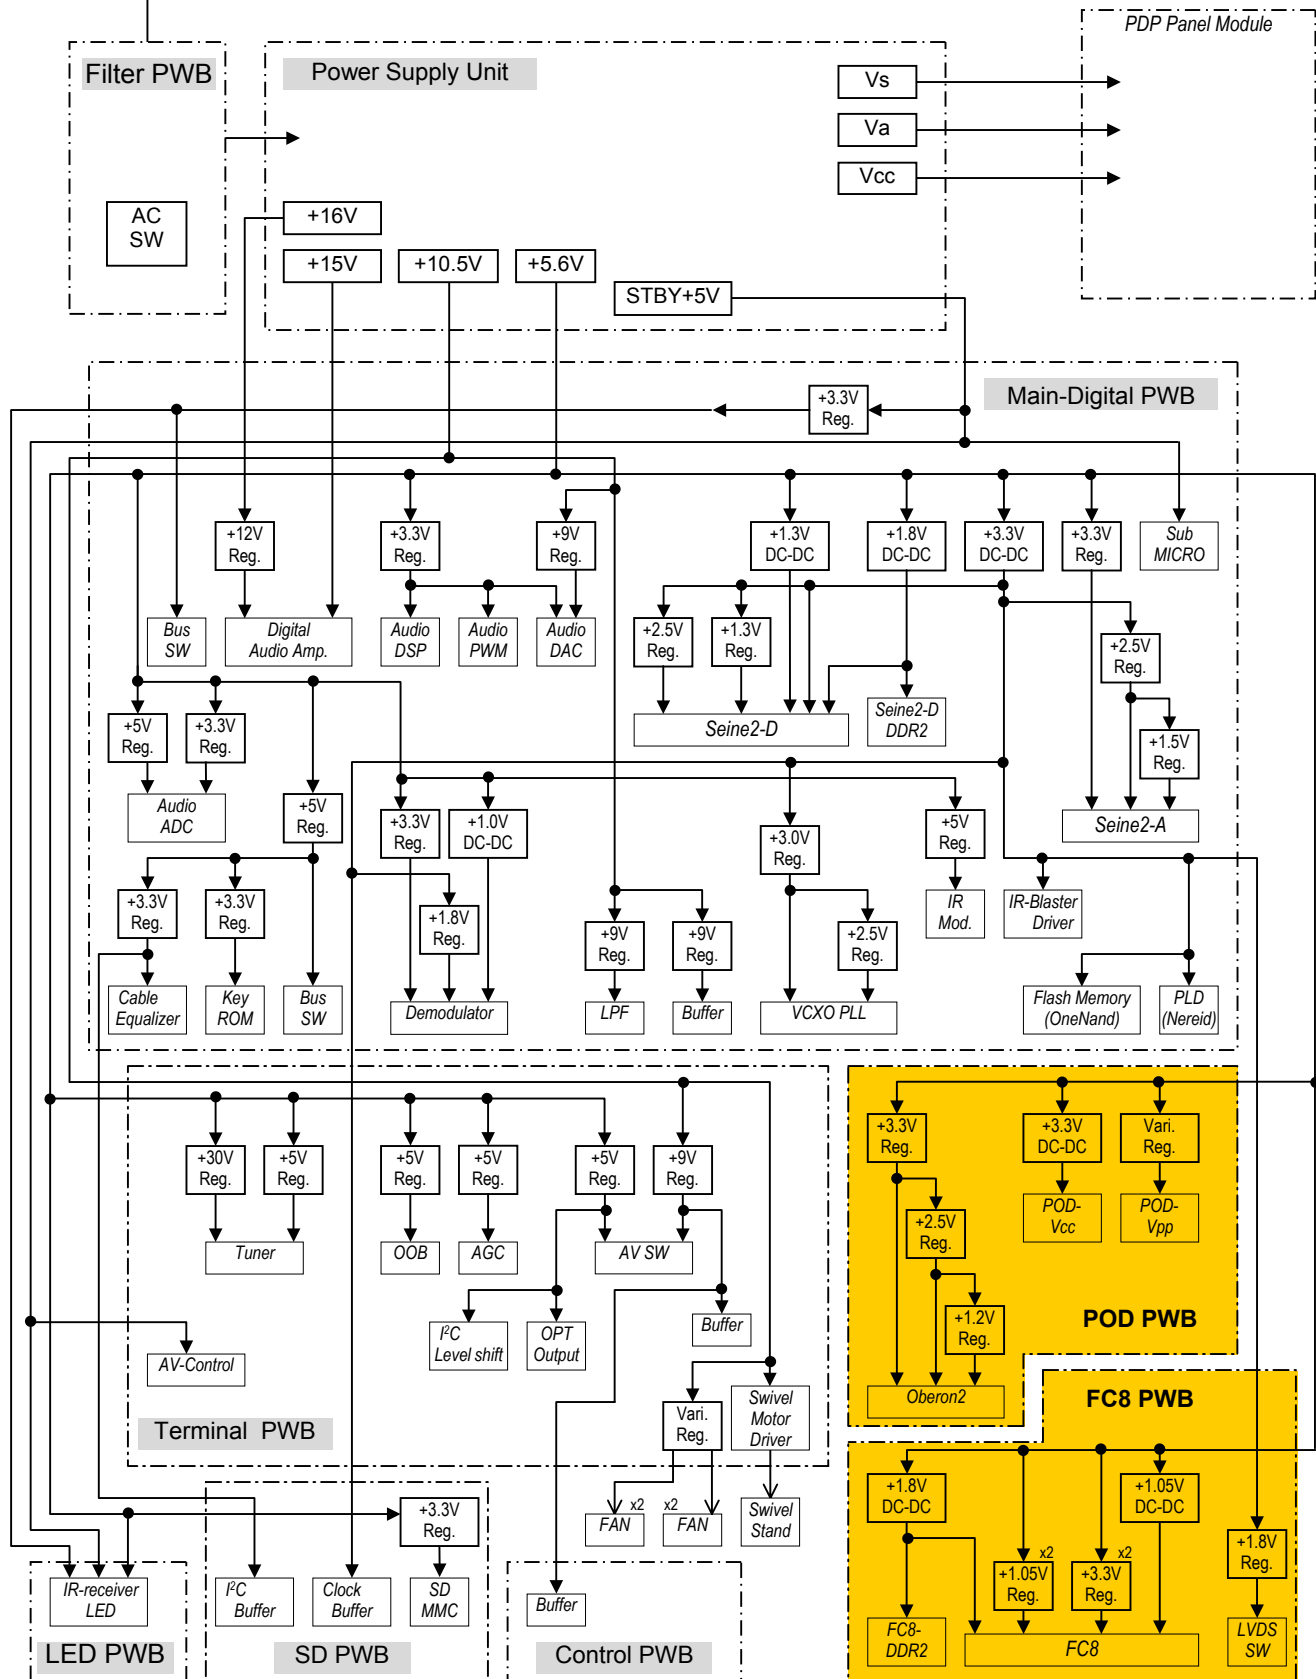 PDP Panel Module
Filter PWB
Power Supply Unit
Vs
Va
Vcc
AC
SW
+16V
+15V
+10.5V
+5.6V
STBY+5V
Main-Digital PWB
+3.3V
Reg.
+12V
Reg.
+3.3V
Reg.
+9V
Reg.
+1.3V
DC-DC
+1.8V
DC-DC
+3.3V
DC-DC
+3.3V
Reg.
Sub
MICRO
Bus
SW
Digital
Audio Amp.
Audio
DSP
Audio
PWM
Audio
DAC
+2.5V
Reg.
+1.3V
Reg.
+2.5V
Reg.
Seine2-D
Seine2-D
DDR2
+1.5V
Reg.
+5V
Reg.
+3.3V
Reg.
Audio
ADC
+5V
Reg.
+3.3V
Reg.
+1.0V
DC-DC
+3.0V
Reg.
+5V
Reg.
Seine2-A
+3.3V
Reg.
+3.3V
Reg.
+1.8V
Reg.
+9V
Reg.
+9V
Reg.
+2.5V
Reg.
IR
Mod.
IR-Blaster
Driver
Cable
Equalizer
Key
ROM
Bus
SW
Demodulator
LPF
Buffer
VCXO PLL
Flash Memory
(OneNand)
PLD
(Nereid)
+30V
Reg.
+5V
Reg.
+5V
Reg.
+5V
Reg.
+5V
Reg.
+9V
Reg.
Tuner
OOB
AGC
AV SW
I²C
Level shift
OPT
Output
Buffer
AV-Control
Vari.
Reg.
Swivel
Motor
Driver
Terminal PWB
x2
FAN
x2
FAN
Swivel
Stand
+3.3V
Reg.
DC-DC
+3.3V
Vari.
Reg.
POD-
Vcc
POD-
Vpp
+2.5V
Reg.
+1.2V
Reg.
POD PWB
Oberon2
FC8 PWB
+3.3V
Reg.
IR-receiver
LED
LED PWB
I²C
Buffer
Clock
Buffer
SD
MMC
SD PWB
Buffer
Control PWB
+1.8V
DC-DC
+1.05V
DC-DC
x2
+1.05V
Reg.
x2
+3.3V
Reg.
+1.8V
Reg.
FC8-
DDR2
FC8
LVDS
SW